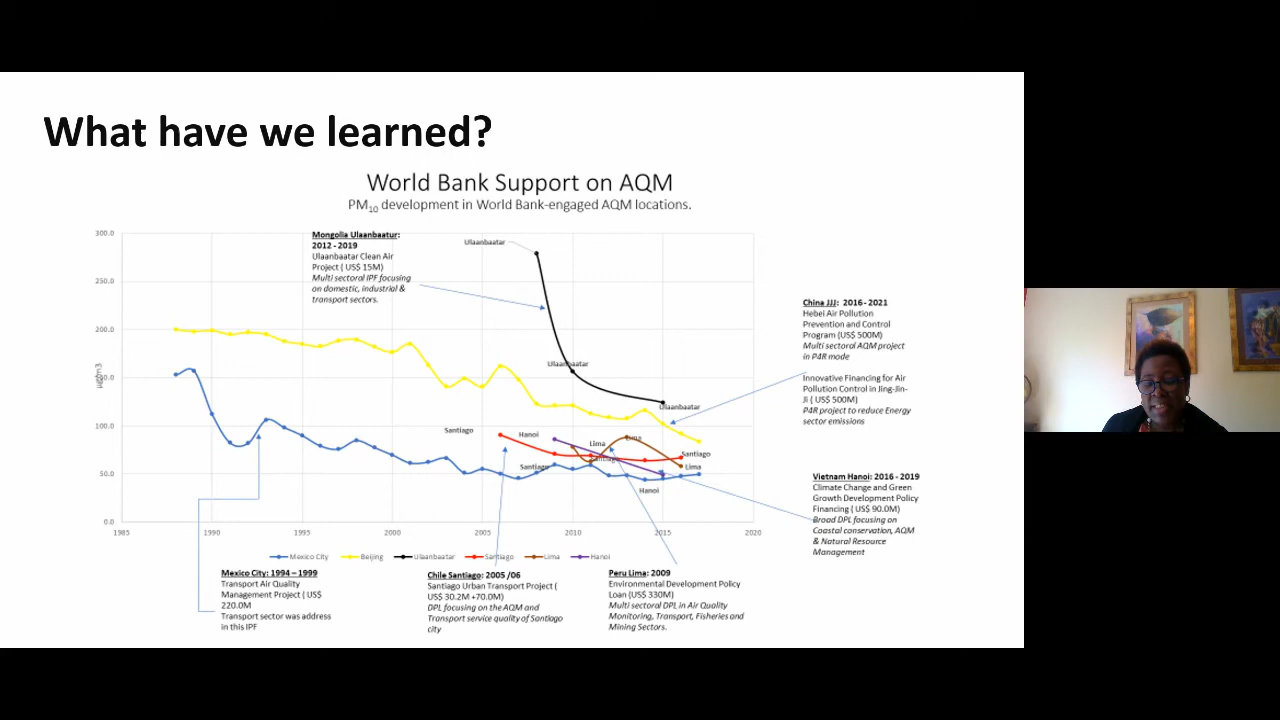 What have we learned?
World Bank Support on AQM
PM10 development in World Bank-engaged AQM locations.
300.0
250.0
200.0
150.0
100.0
50.0
0.0
µg/m3
1985
1990
1995
2000
2005
2010
2015
2020
Mongolia Ulaanbaatur:
2012 - 2019
Ulaanbaatar Clean Air
Project ( US$ 15M)
Multi sectoral IPF focusing
on domestic, industrial &
transport sectors.
Ulaanbaatar
Ulaanbaatar
Ulaanbaatar
Santiago
Hanoi
Lima
Lima
Santiago
Santiago
Santiago
Lima
Hanoi
China JJJ: 2016 - 2021
Hebei Air Pollution
Prevention and Control
Program (US$ 500M)
Multi sectoral AQM project
in P4R mode
Innovative Financing for Air
Pollution Control in Jing-Jin-
Ji ( US$ 500M)
P4R project to reduce Energy
sector emissions
Vietnam Hanoi: 2016 - 2019
Climate Change and Green
Growth Development Policy
Financing ( US$ 90.0M)
Broad DPL focusing on
Coastal conservation, AQM
& Natural Resource
Management
Mexico City
Beijing
Ulaanbaatar
Santiago
Lima
Hanoi
Mexico City: 1994 – 1999
Transport Air Quality
Management Project ( US$
220.0M
Transport sector was address
in this IPF
Chile Santiago: 2005 /06
Santiago Urban Transport Project (
US$ 30.2M +70.0M)
DPL focusing on the AQM and
Transport service quality of Santiago
city
Peru Lima: 2009
Environmental Development Policy
Loan (US$ 330M)
Multi sectoral DPL in Air Quality
Monitoring, Transport, Fisheries and
Mining Sectors.